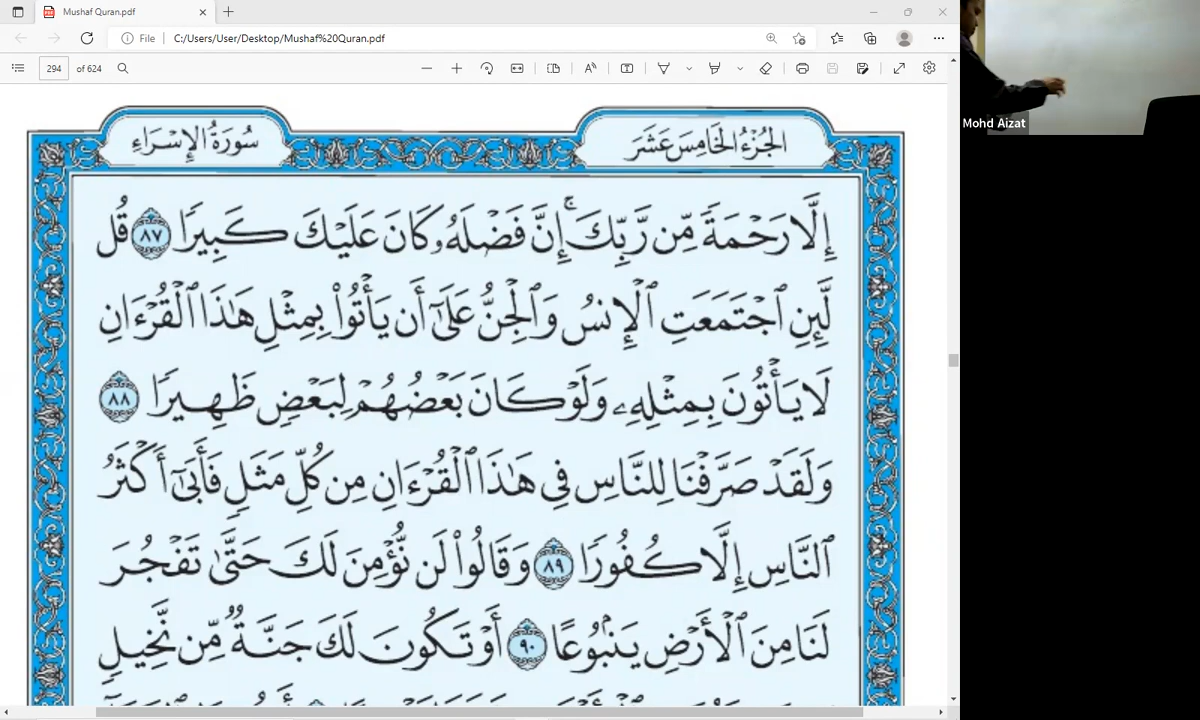 Mushaf Quran.pdf
File
C:/Users/User/Desktop/Mushaf%20Quran.pdf
294 of 624
Mohd Aizat
الجُزْءُ الخَامِسَ عَشَرَ
سُورَةُ الإِسْرَاءِ
إِلَّا رَحْمَةً مِّن رَّبِّكَۚ إِنَّ فَضْلَهُۥ كَانَ عَلَيْكَ كَبِيرًا ٨٧ قُل
لَّئِنِ ٱجْتَمَعَتِ ٱلْإِنسُ وَٱلْجِنُّ عَلَىٰٓ أَن يَأْتُوا۟ بِمِثْلِ هَٰذَا ٱلْقُرْءَانِ
لَا يَأْتُونَ بِمِثْلِهِۦ وَلَوْ كَانَ بَعْضُهُمْ لِبَعْضٍ ظَهِيرًا ٨٨
وَلَقَدْ صَرَّفْنَا لِلنَّاسِ فِى هَٰذَا ٱلْقُرْءَانِ مِن كُلِّ مَثَلٍ فَأَبَىٰٓ أَكْثَرُ
ٱلنَّاسِ إِلَّا كُفُورًا ٨٩ وَقَالُوا۟ لَن نُّؤْمِنَ لَكَ حَتَّىٰ تَفْجُرَ
لَنَا مِنَ ٱلْأَرْضِ يَنۢبُوعًا ٩٠ أَوْ تَكُونَ لَكَ جَنَّةٌ مِّن نَّخِيلٍ